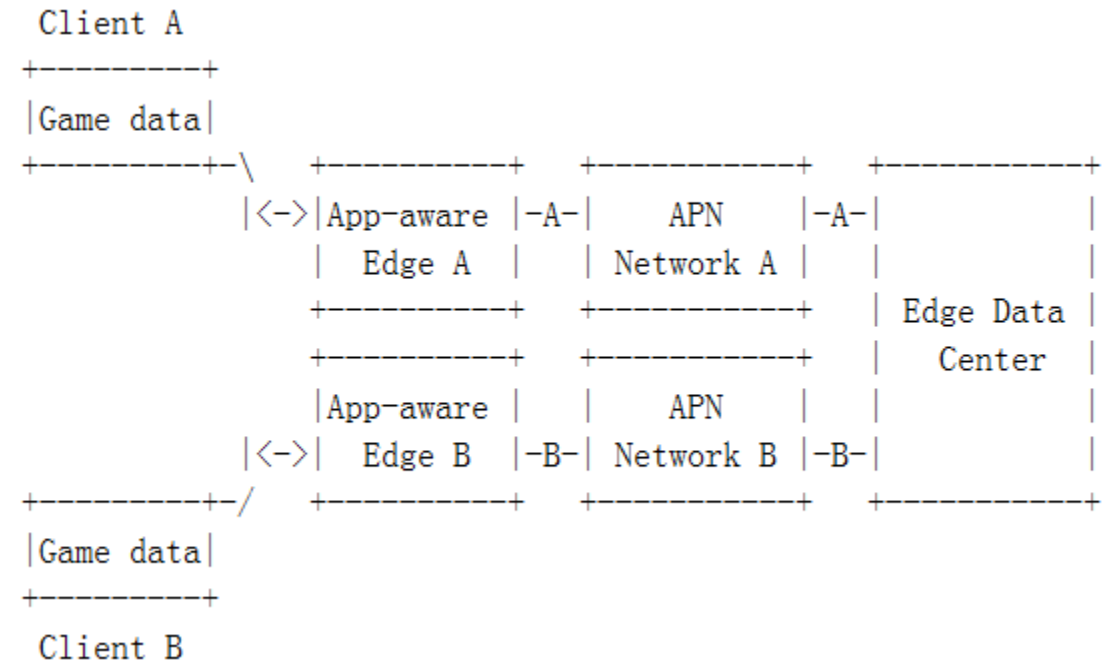 Client A
+---------+
|Game data|
+---------+-\   +----------+   +-----------+   +-----------+
            |<->|App-aware |-A-|    APN    |-A-|           |
                |  Edge A  |   | Network A |   |           |
                +----------+   +-----------+   | Edge Data |
                +----------+   +-----------+   |  Center   |
                |App-aware |   |    APN    |   |           |
            |<->|  Edge B  |-B-| Network B |-B-|           |
+---------+-/   +----------+   +-----------+   +-----------+
|Game data|
+---------+
Client B